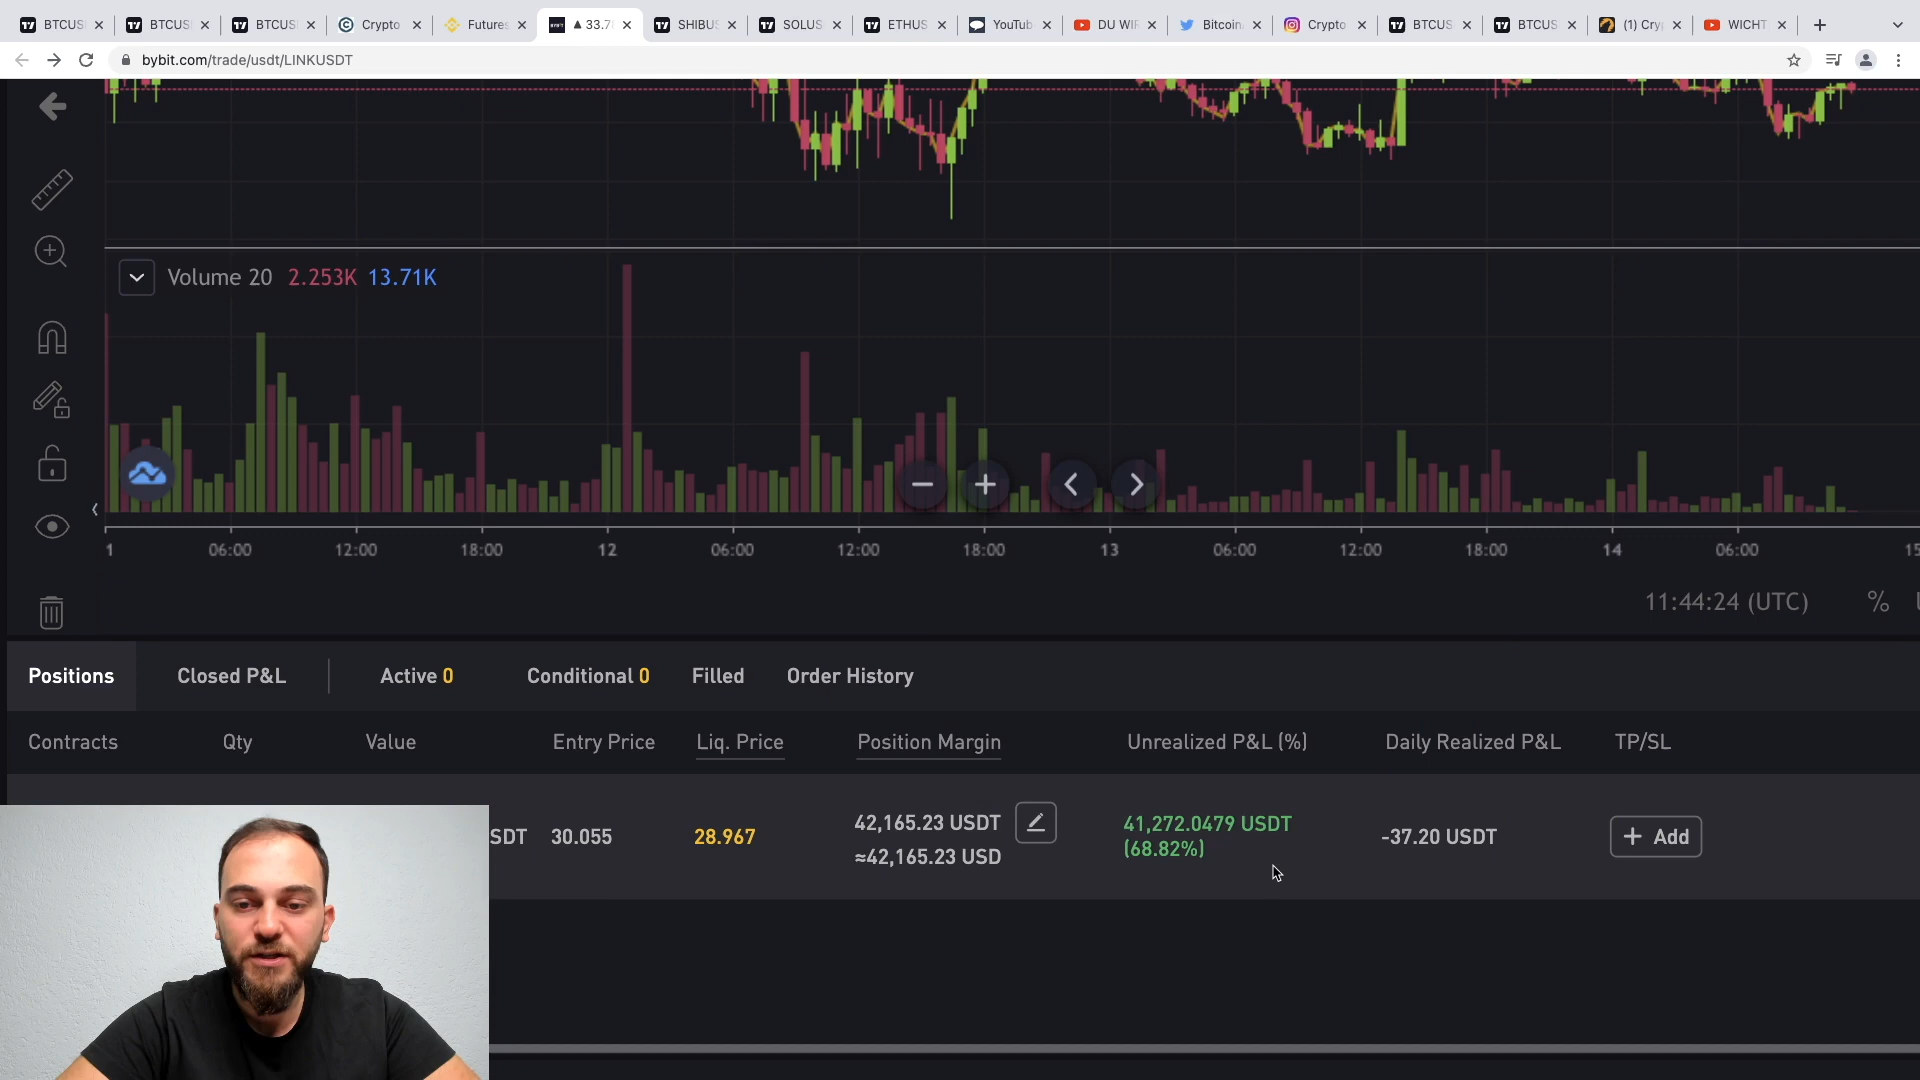 BTCUS
BTCUS
BTCUS
Crypto
Futures
▲ 33.7
SHIBUS
SOLUS
ETHUS
YouTub
DU WIR
Bitcoin
Instagram
Crypto
BTCUS
BTCUS
(1) Cry
WICHT
bybit.com/trade/usdt/LINKUSDT
Volume 20 2.253K 13.71K
1 06:00 12:00 18:00 12 06:00 12:00 18:00 13 06:00 12:00 18:00 14 06:00 15
11:44:24 (UTC) %
Positions Closed P&L Active 0 Conditional 0 Filled Order History
Contracts Qty Value Entry Price Liq. Price Position Margin Unrealized P&L (%) Daily Realized P&L TP/SL
SDT 30.055 28.967 42,165.23 USDT 41,272.0479 USDT -37.20 USDT + Add
≈42,165.23 USD (68.82%)